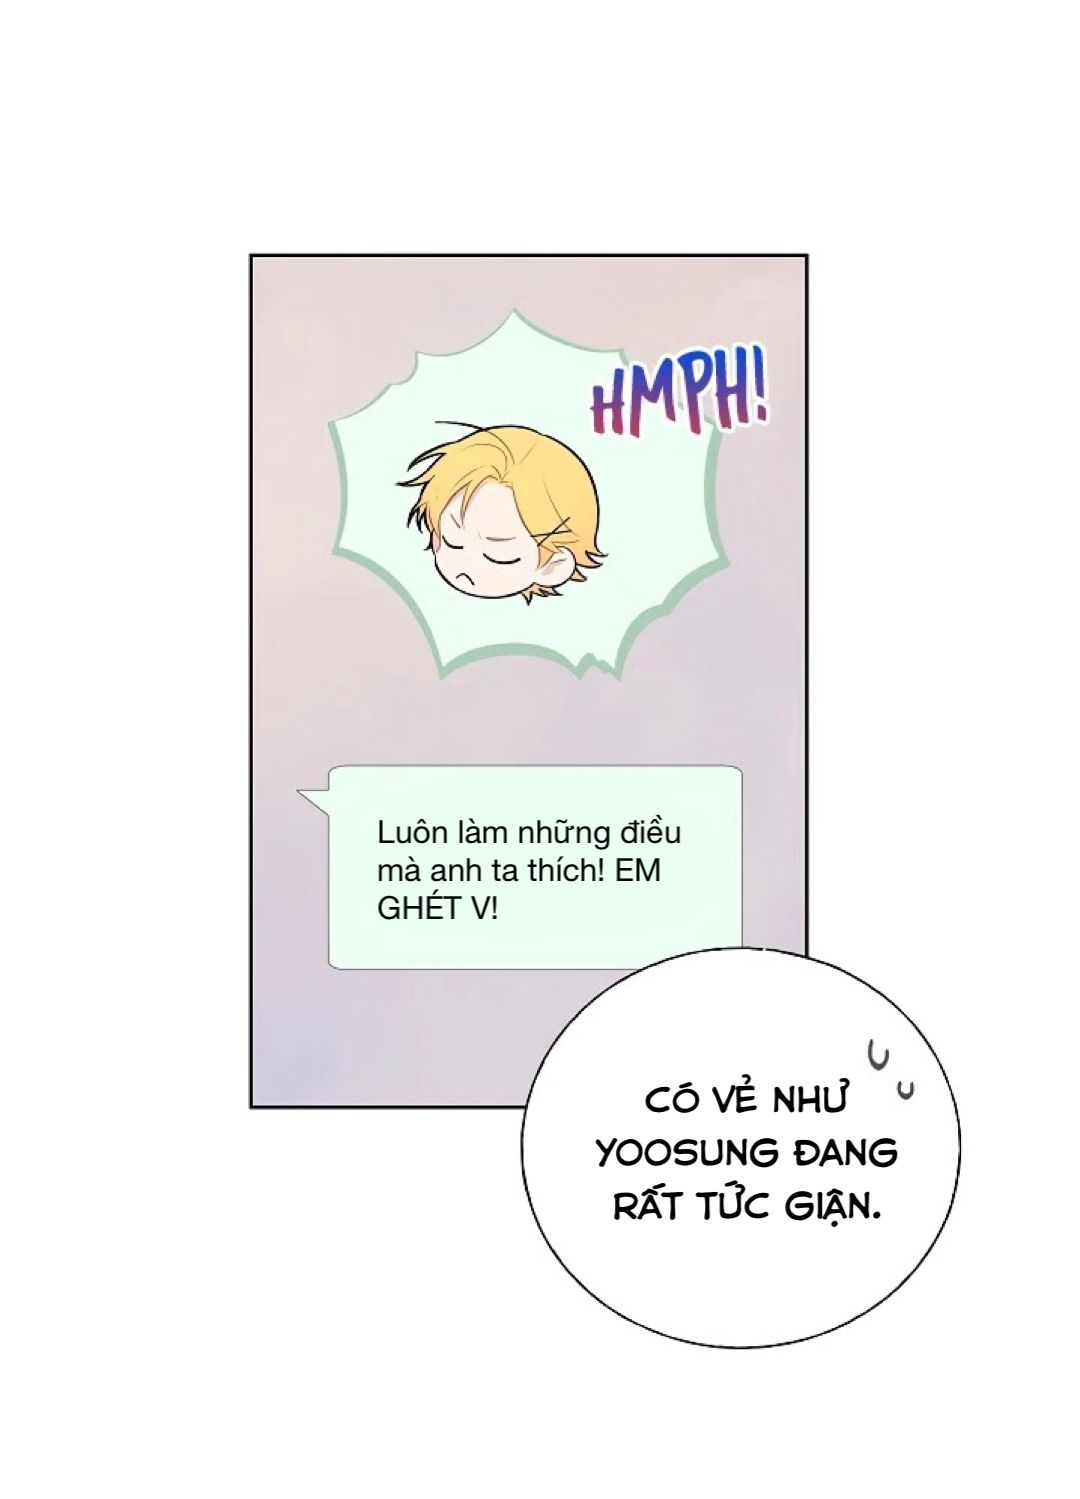 HMPH!
Luôn làm những điều
mà anh ta thích! EM
GHÉT V!
CÓ VẺ NHƯ
YOOSUNG ĐANG
RẤT TỨC GIẬN.